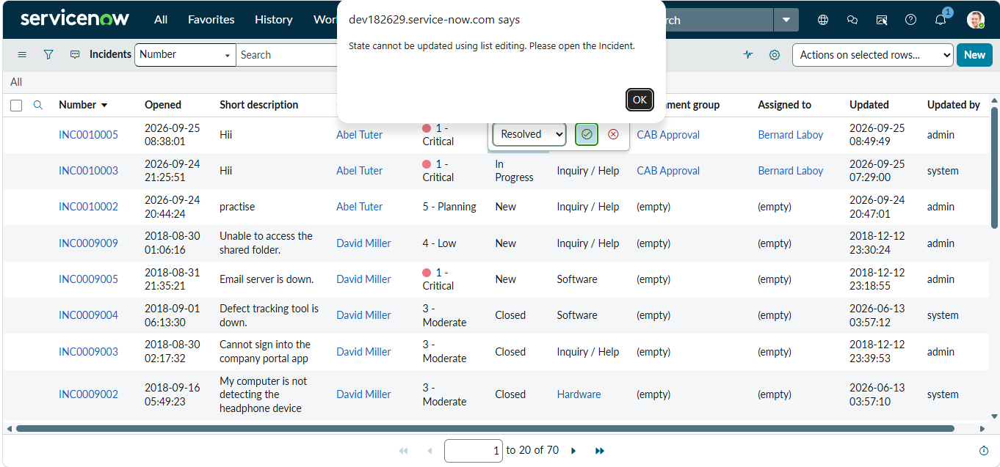 servicenow All Favorites History Wor rch 1
dev182629.service-now.com says
State cannot be updated using list editing. Please open the Incident.
OK
Incidents Number Search Actions on selected rows... New
All
Number Opened Short description ment group Assigned to Updated Updated by
INC0010005 2026-09-25 08:38:01 Hii Abel Tuter 1 - Critical Resolved CAB Approval Bernard Laboy 2026-09-25 08:49:49 admin
INC0010003 2026-09-24 21:25:51 Hii Abel Tuter 1 - Critical In Progress Inquiry / Help CAB Approval Bernard Laboy 2026-09-25 07:29:00 system
INC0010002 2026-09-24 20:44:24 practise Abel Tuter 5 - Planning New Inquiry / Help (empty) (empty) 2026-09-24 20:47:01 admin
INC0009009 2018-08-30 01:06:16 Unable to access the shared folder. David Miller 4 - Low New Inquiry / Help (empty) (empty) 2018-12-12 23:30:24 admin
INC0009005 2018-08-31 21:35:21 Email server is down. David Miller 1 - Critical New Software (empty) (empty) 2018-12-12 23:18:55 admin
INC0009004 2018-09-01 06:13:30 Defect tracking tool is down. David Miller 3 - Moderate Closed Software (empty) (empty) 2026-06-13 03:57:12 system
INC0009003 2018-08-30 02:17:32 Cannot sign into the company portal app David Miller 3 - Moderate Closed Inquiry / Help (empty) (empty) 2018-12-12 23:39:53 admin
INC0009002 2018-09-16 05:49:23 My computer is not detecting the headphone device David Miller 3 - Moderate Closed Hardware (empty) (empty) 2026-06-13 03:57:10 system
1 to 20 of 70